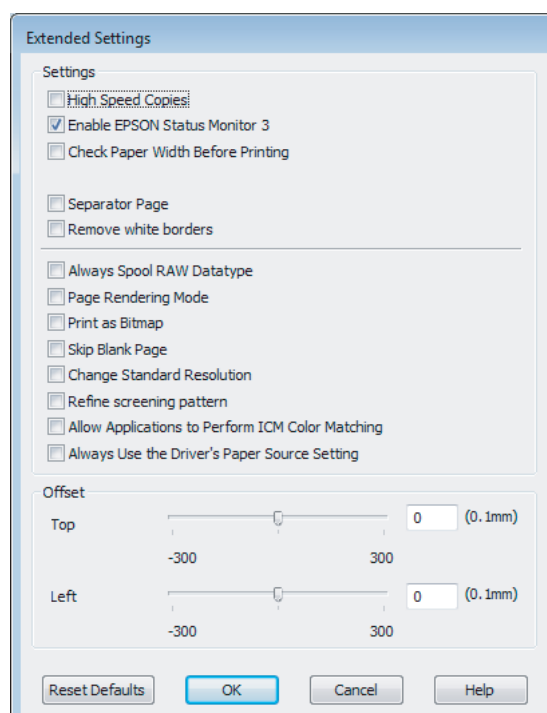 Extended Settings
Settings
High Speed Copies
Enable EPSON Status Monitor 3
Check Paper Width Before Printing
Separator Page
Remove white borders
Always Spool RAW Datatype
Page Rendering Mode
Print as Bitmap
Skip Blank Page
Change Standard Resolution
Refine screening pattern
Allow Applications to Perform ICM Color Matching
Always Use the Driver's Paper Source Setting
Offset
Top 0 (0.1mm)
-300 300
Left 0 (0.1mm)
-300 300
Reset Defaults OK Cancel Help